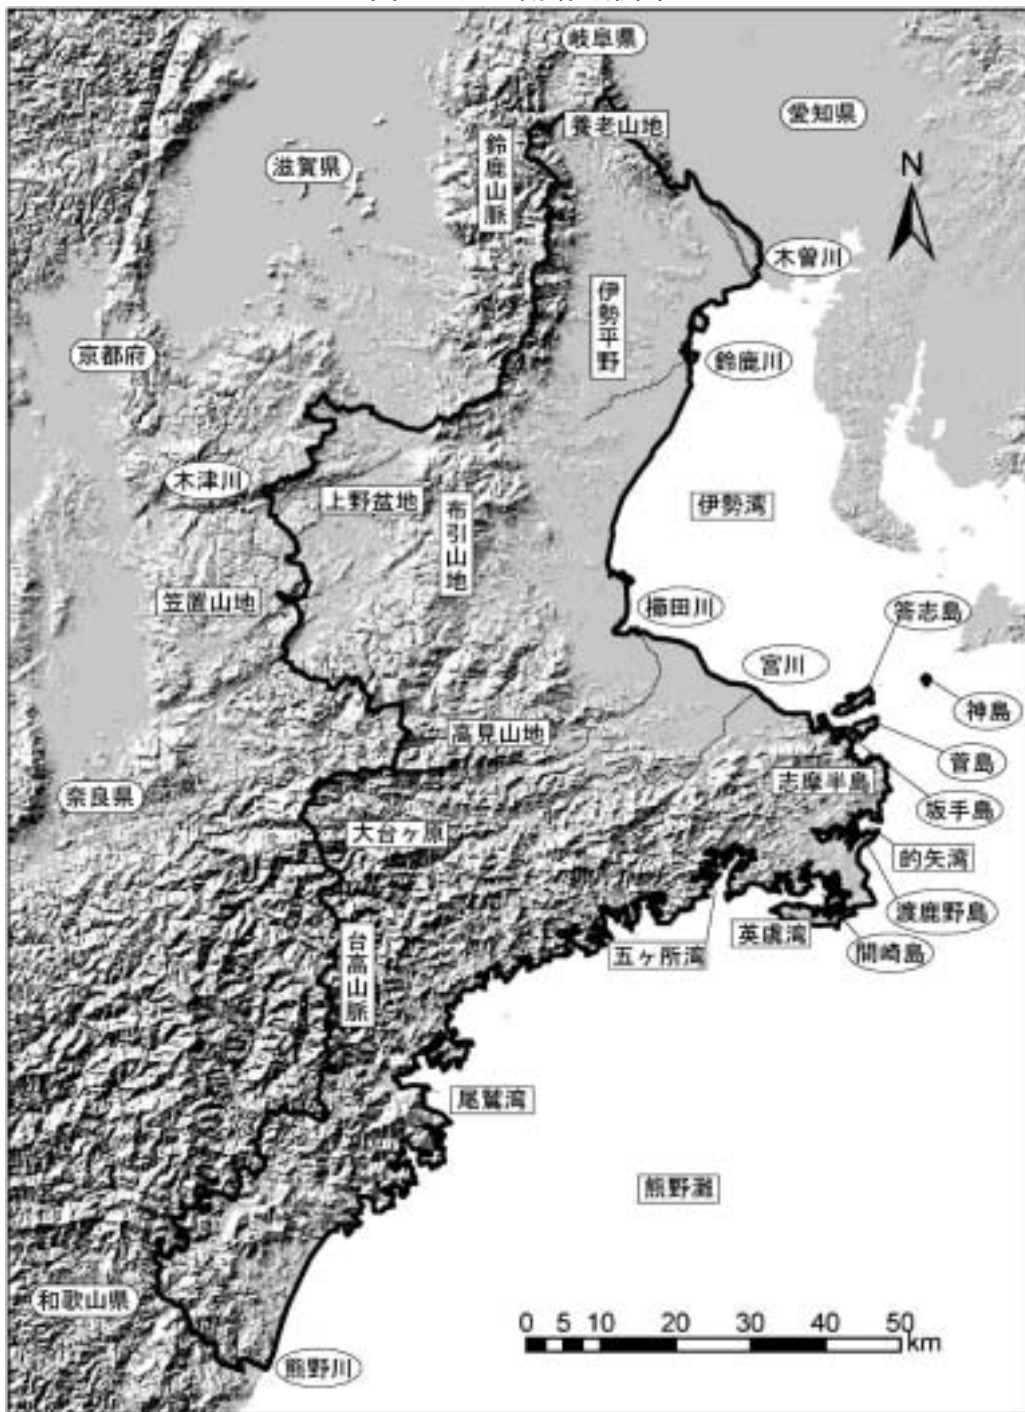 岐阜県
養老山地
愛知県
鈴鹿山脈
滋賀県
N
木曽川
伊勢平野
京都府
鈴鹿川
木津川
上野盆地
布引山地
伊勢湾
笠置山地
櫛田川
答志島
宮川
神島
高見山地
菅島
志摩半島
奈良県
坂手島
大台ヶ原
的矢湾
渡鹿野島
台高山脈
英虞湾
五ヶ所湾
間崎島
尾鷲湾
熊野灘
和歌山県
0 5 10 20 30 40 50
km
熊野川